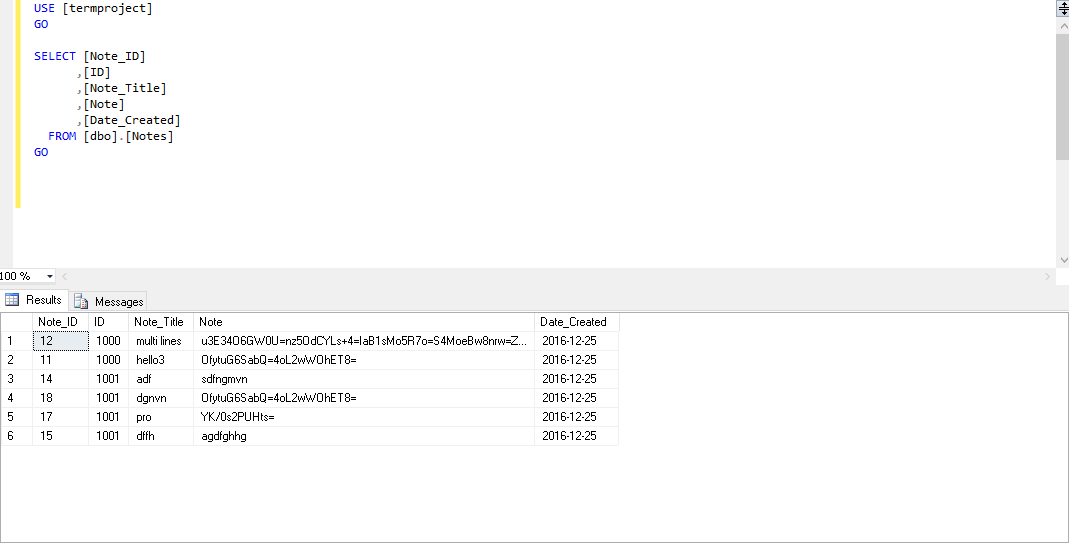 USE [termproject]
GO
SELECT [Note_ID]
,[ID]
,[Note_Title]
,[Note]
,[Date_Created]
FROM [dbo].[Notes]
GO
100 %
Results Messages
Note_ID ID Note_Title Note Date_Created
1 12 1000 multi lines u3E34O6GW0U=nz5OdCYLs+4=IaB1sMo5R7o=S4MoeBw8nrw=Z... 2016-12-25
2 11 1000 hello3 OfytuG6SabQ=4oL2wWOhET8= 2016-12-25
3 14 1001 adf sdfngmvn 2016-12-25
4 18 1001 dgnvn OfytuG6SabQ=4oL2wWOhET8= 2016-12-25
5 17 1001 pro YK/0s2PUHts= 2016-12-25
6 15 1001 dffh agdfghhg 2016-12-25